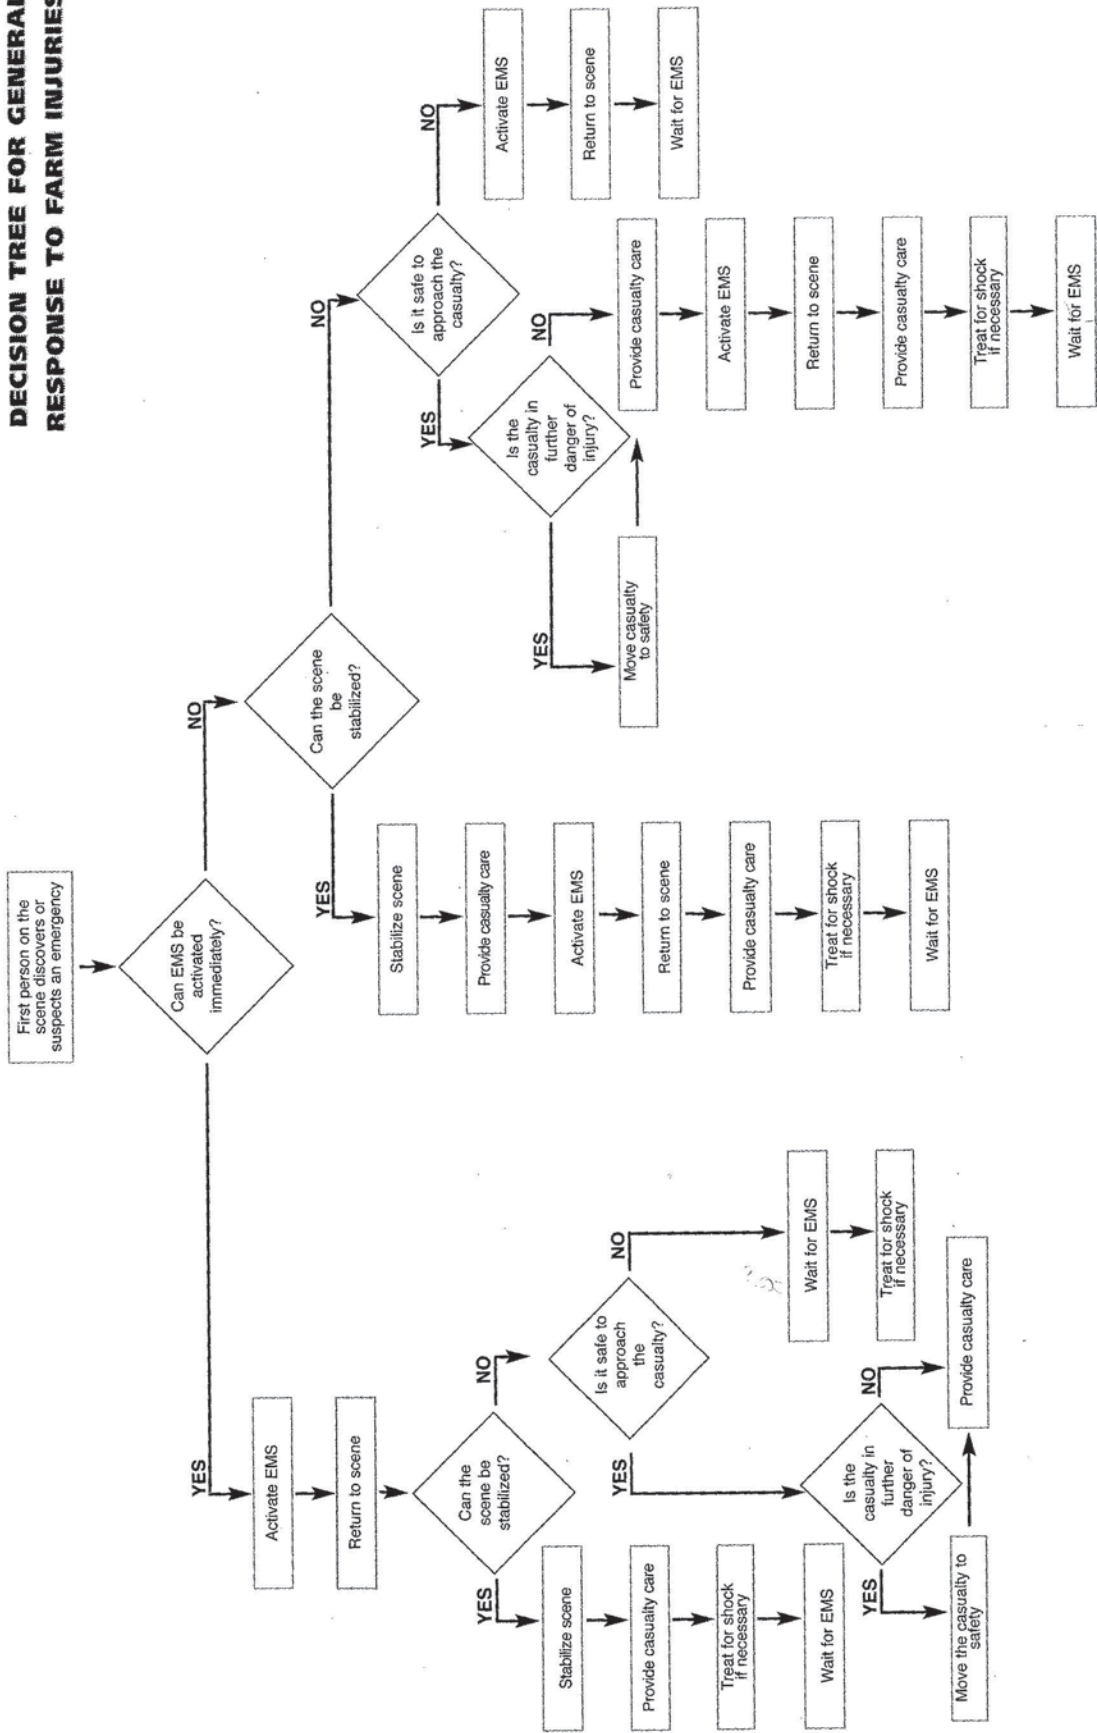 DECISION TREE FOR GENERAL
RESPONSE TO FARM INJURIES
First person on the
scene discovers or
suspects an emergency
Can EMS be
activated
immediately?
YES
NO
Activate EMS
Return to scene
Can the
scene be
stabilized?
YES
NO
Stabilize scene
Provide casualty care
Treat for shock
if necessary
Wait for EMS
Is it safe to
approach
the
casualty?
YES
NO
Wait for EMS
Treat for shock
if necessary
Is the
casualty in
further
danger of
injury?
YES
NO
Move the casualty to
safety
Provide casualty care
Can the scene
be
stabilized?
YES
NO
Stabilize scene
Provide casualty care
Activate EMS
Return to scene
Provide casualty care
Treat for shock
if necessary
Wait for EMS
Is it safe to
approach the
casualty?
YES
NO
Is the
casualty in
further
danger of
injury?
YES
NO
Move casualty
to safety
Provide casualty care
Activate EMS
Return to scene
Provide casualty care
Treat for shock
if necessary
Wait for EMS
Activate EMS
Return to scene
Wait for EMS